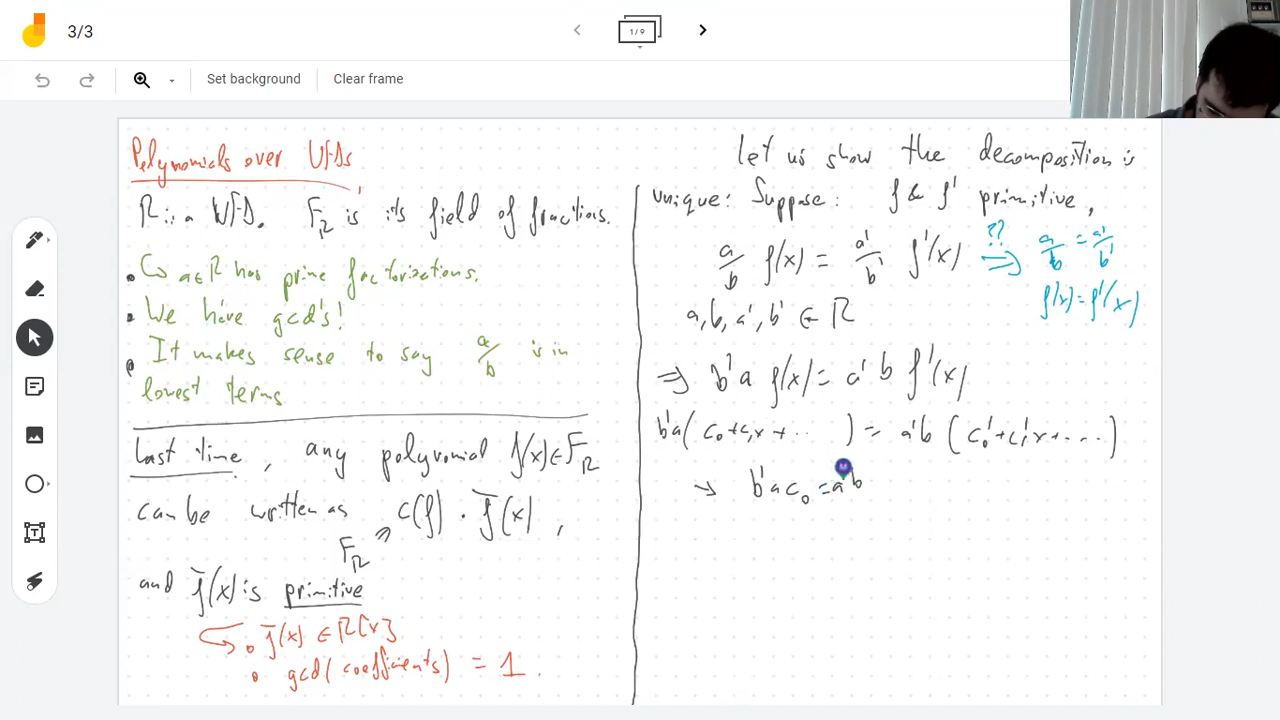 3/3
1/9
Set background
Clear frame
Polynomials over UFDs
R is a UFD. F_R is its field of fractions.
• ↪ a∈R has prime factorizations.
• We have gcd's!
• It makes sense to say a/b is in
lowest terms
Last time, any polynomial f(x)∈F_R
can be written as c(f) · f̄(x),
F_R
and f̄(x) is primitive
• f̄(x) ∈ R[x]
• gcd(coefficients) = 1.
Let us show the decomposition is
unique: Suppose: f & f' primitive,
a/b f(x) = a'/b' f'(x) ⇒ a/b = a'/b'
??
f(x) = f'(x)
a, b, a', b' ∈ R
⇒ b'a f(x) = a' b f'(x)
b'a(c₀+c₁x+... ) = a'b (c₀'+c₁'x+....)
→ b'a c₀ = a'b
M